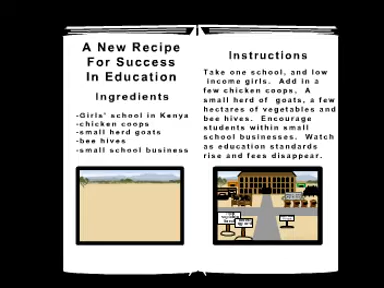 A New Recipe
For Success
In Education
Ingredients
-Girls' school in Kenya
-chicken coops
-small herd goats
-bee hives
-small school business
Instructions
Take one school, and low
income girls. Add in a
few chicken coops. A
small herd of goats, a few
hectares of vegetables and
bee hives. Encourage
students within small
school businesses. Watch
as education standards
rise and fees disappear.